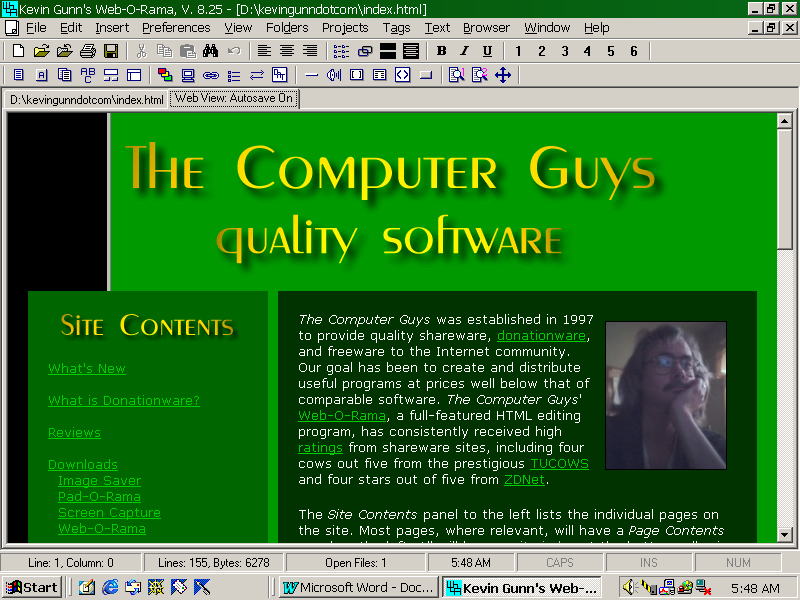 Kevin Gunn's Web-O-Rama, V. 8.25 - [D:\kevingunndotcom\index.html]
File Edit Insert Preferences View Folders Projects Tags Text Browser Window Help
B I U 1 2 3 4 5 6
D:\kevingunndotcom\index.html Web View: Autosave On
The Computer Guys
quality software
Site Contents
What's New
What is Donationware?
Reviews
Downloads
Image Saver
Pad-O-Rama
Screen Capture
Web-O-Rama
The Computer Guys was established in 1997
to provide quality shareware, donationware,
and freeware to the Internet community.
Our goal has been to create and distribute
useful programs at prices well below that of
comparable software. The Computer Guys'
Web-O-Rama, a full-featured HTML editing
program, has consistently received high
ratings from shareware sites, including four
cows out five from the prestigious TUCOWS
and four stars out of five from ZDNet.
The Site Contents panel to the left lists the individual pages on
the site. Most pages, where relevant, will have a Page Contents
Line: 1, Column: 0 Lines: 155, Bytes: 6278 Open Files: 1 5:48 AM CAPS INS NUM
Start Microsoft Word - Doc... Kevin Gunn's Web-... 5:48 AM